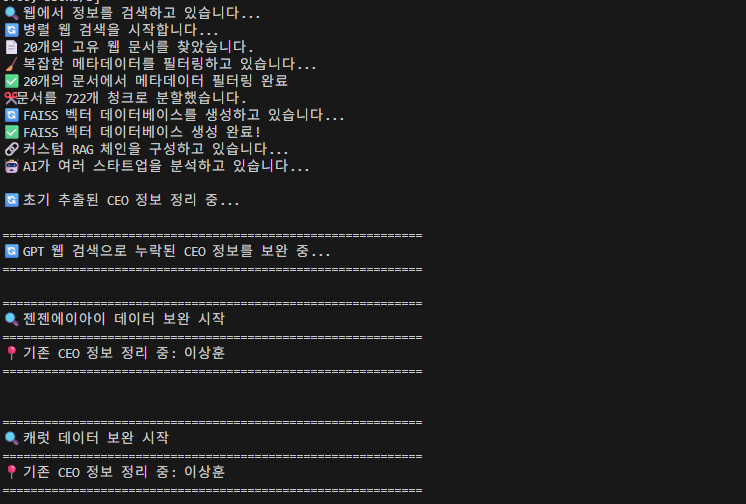 🔍 웹에서 정보를 검색하고 있습니다...
🔄 병렬 웹 검색을 시작합니다...
📄 20개의 고유 웹 문서를 찾았습니다.
🧹 복잡한 메타데이터를 필터링하고 있습니다...
✅ 20개의 문서에서 메타데이터 필터링 완료
✂️문서를 722개 청크로 분할했습니다.
🔄 FAISS 벡터 데이터베이스를 생성하고 있습니다...
✅ FAISS 벡터 데이터베이스 생성 완료!
🔗 커스텀 RAG 체인을 구성하고 있습니다...
🤖 AI가 여러 스타트업을 분석하고 있습니다...
🔄 초기 추출된 CEO 정보 정리 중...
============================================================
🔄 GPT 웹 검색으로 누락된 CEO 정보를 보완 중...
============================================================
============================================================
🔍 젠젠에이아이 데이터 보완 시작
============================================================
📍 기존 CEO 정보 정리 중: 이상훈
============================================================
============================================================
🔍 캐럿 데이터 보완 시작
============================================================
📍 기존 CEO 정보 정리 중: 이상훈
============================================================